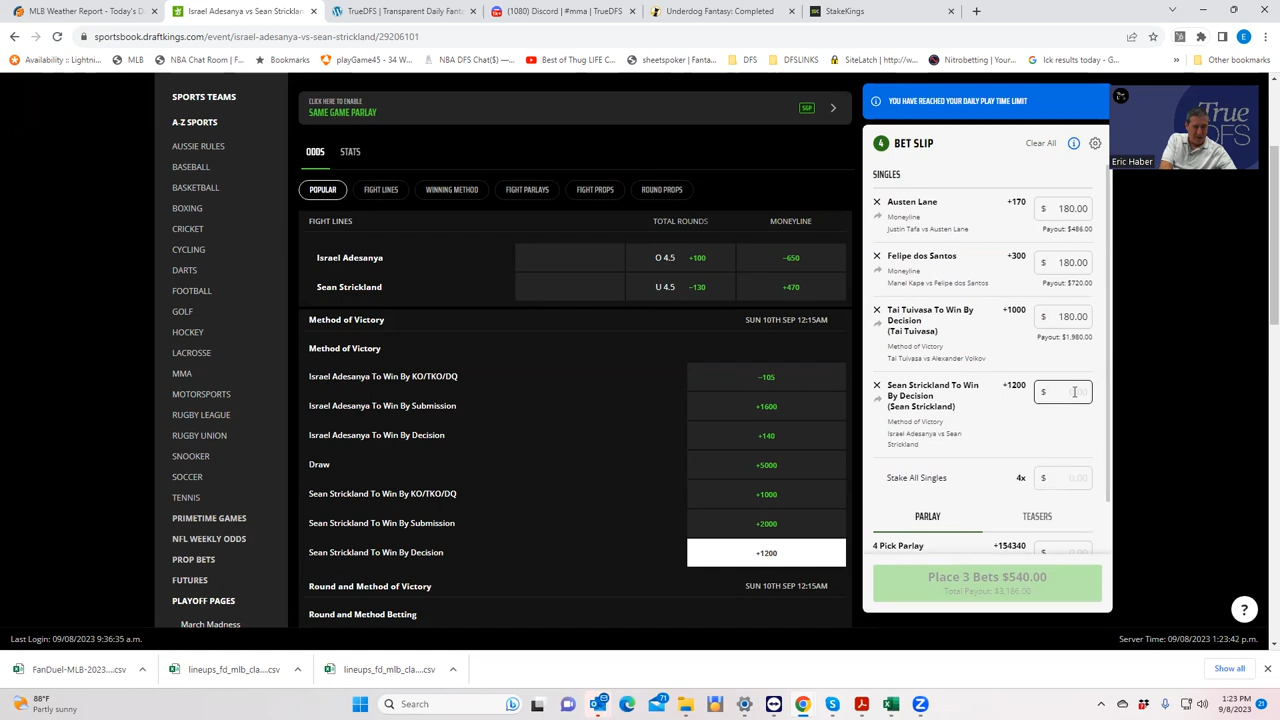 MLB Weather Report - Today's D
Israel Adesanya vs Sean Stricklan
TrueDFS | Transparent Daily Fanta
(1080) Discord | #mma | TrueDFS
Underdog Fantasy: Completed
StakeKings
sportsbook.draftkings.com/event/israel-adesanya-vs-sean-strickland/29206101
E
Availability :: Lightni...
MLB
NBA Chat Room | F...
Bookmarks
playGame45 - 34 W...
NBA DFS Chat($) —...
Best of Thug LIFE C...
sheetspoker | Fanta...
DFS
DFSLINKS
SiteLatch | Your...
Nitrobetting | You...
Ick results today - G...
Other bookmarks
SPORTS TEAMS
A-Z SPORTS
AUSSIE RULES
BASEBALL
BASKETBALL
BOXING
CRICKET
CYCLING
DARTS
FOOTBALL
GOLF
HOCKEY
LACROSSE
MMA
MOTORSPORTS
RUGBY LEAGUE
RUGBY UNION
SNOOKER
SOCCER
TENNIS
PRIMETIME GAMES
NFL WEEKLY ODDS
PROP BETS
FUTURES
PLAYOFF PAGES
March Madness
CLICK HERE TO ENABLE
SAME GAME PARLAY
SGP
ODDS STATS
POPULAR FIGHT LINES WINNING METHOD FIGHT PARLAYS FIGHT PROPS ROUND PROPS
FIGHT LINES TOTAL ROUNDS MONEYLINE
Israel Adesanya O 4.5 +100 −650
Sean Strickland U 4.5 −130 +470
Method of Victory SUN 10TH SEP 12:15AM
Method of Victory
Israel Adesanya To Win By KO/TKO/DQ −105
Israel Adesanya To Win By Submission +1600
Israel Adesanya To Win By Decision +140
Draw +5000
Sean Strickland To Win By KO/TKO/DQ +1000
Sean Strickland To Win By Submission +2000
Sean Strickland To Win By Decision +1200
Round and Method of Victory SUN 10TH SEP 12:15AM
Round and Method Betting
YOU HAVE REACHED YOUR DAILY PLAY TIME LIMIT
4 BET SLIP Clear All
SINGLES
Austen Lane +170 $ 180.00
Moneyline
Justin Tafa vs Austen Lane Payout: $486.00
Felipe dos Santos +300 $ 180.00
Moneyline
Manel Kape vs Felipe dos Santos Payout: $720.00
Tai Tuivasa To Win By +1000 $ 180.00
Decision
(Tai Tuivasa) Payout: $1,980.00
Method of Victory
Tai Tuivasa vs Alexander Volkov
Sean Strickland To Win +1200 $ 0.00
By Decision
(Sean Strickland)
Method of Victory
Israel Adesanya vs Sean
Strickland
Stake All Singles 4x $ 0.00
PARLAY TEASERS
4 Pick Parlay +154340
Place 3 Bets $540.00
Total Payout: $3,186.00
True
DFS
Eric Haber
?
Last Login: 09/08/2023 9:36:35 a.m.
Server Time: 09/08/2023 1:23:42 p.m.
FanDuel-MLB-2023....csv
lineups_fd_mlb_cla....csv
lineups_fd_mlb_cla....csv
Show all
88°F
Partly sunny
Search
71
1:23 PM
9/8/2023
21